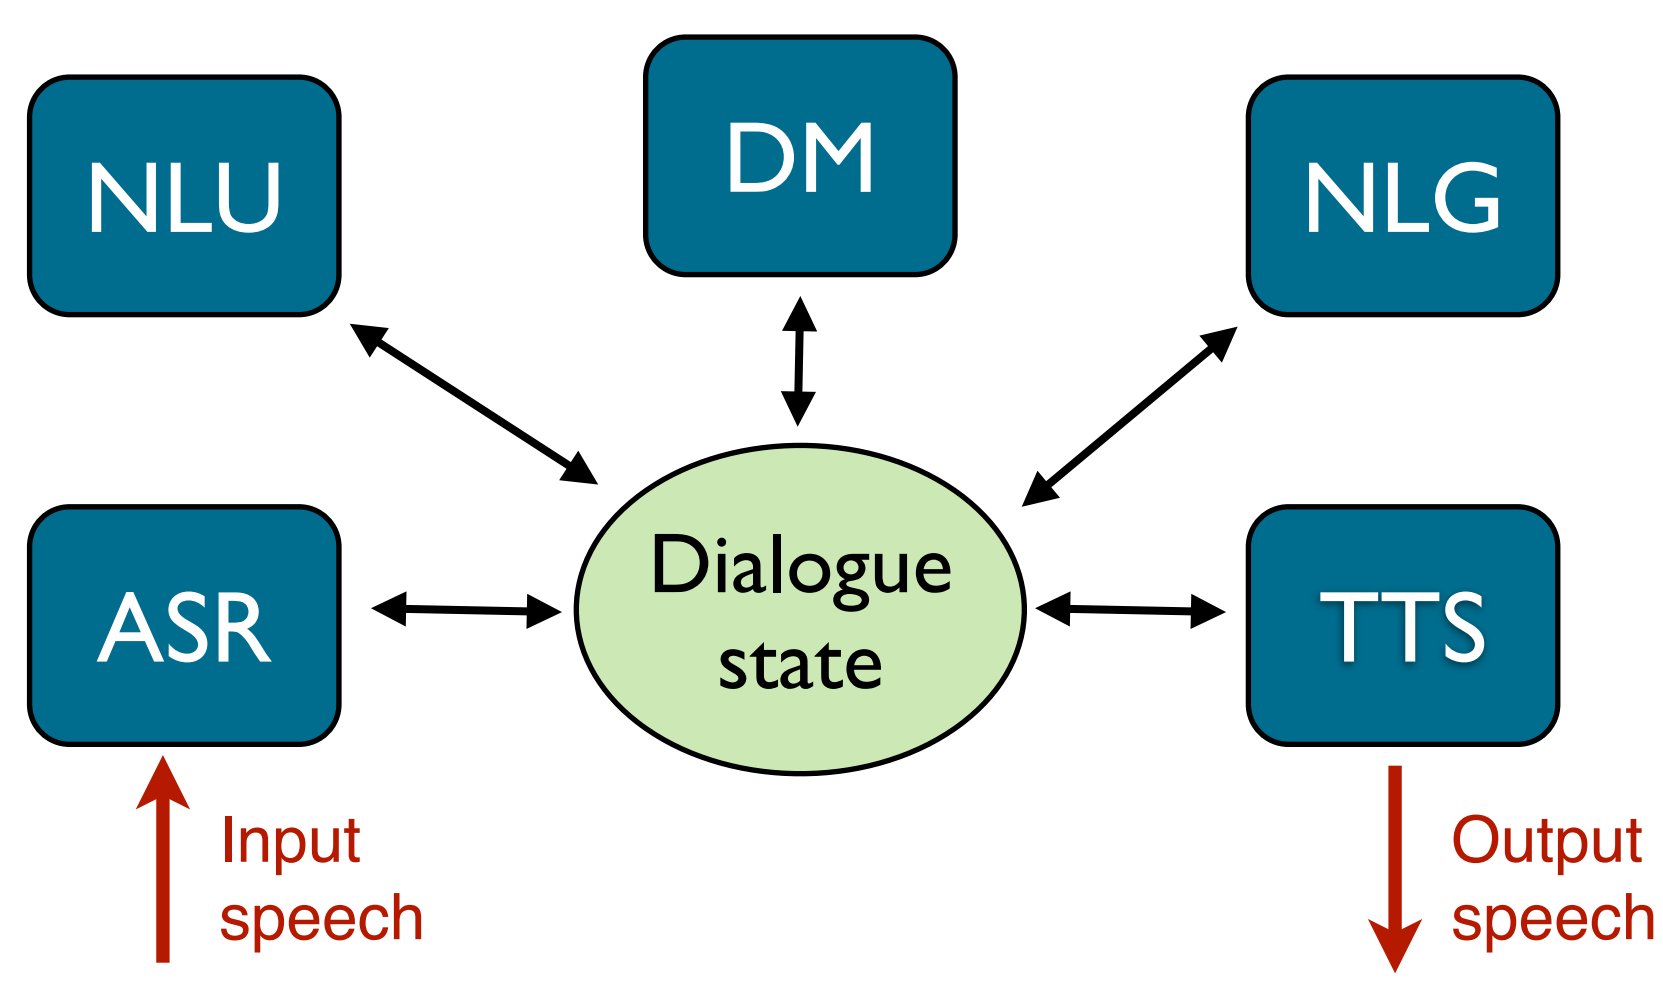 NLU
DM
NLG
Dialogue
state
ASR
TTS
Input
speech
Output
speech